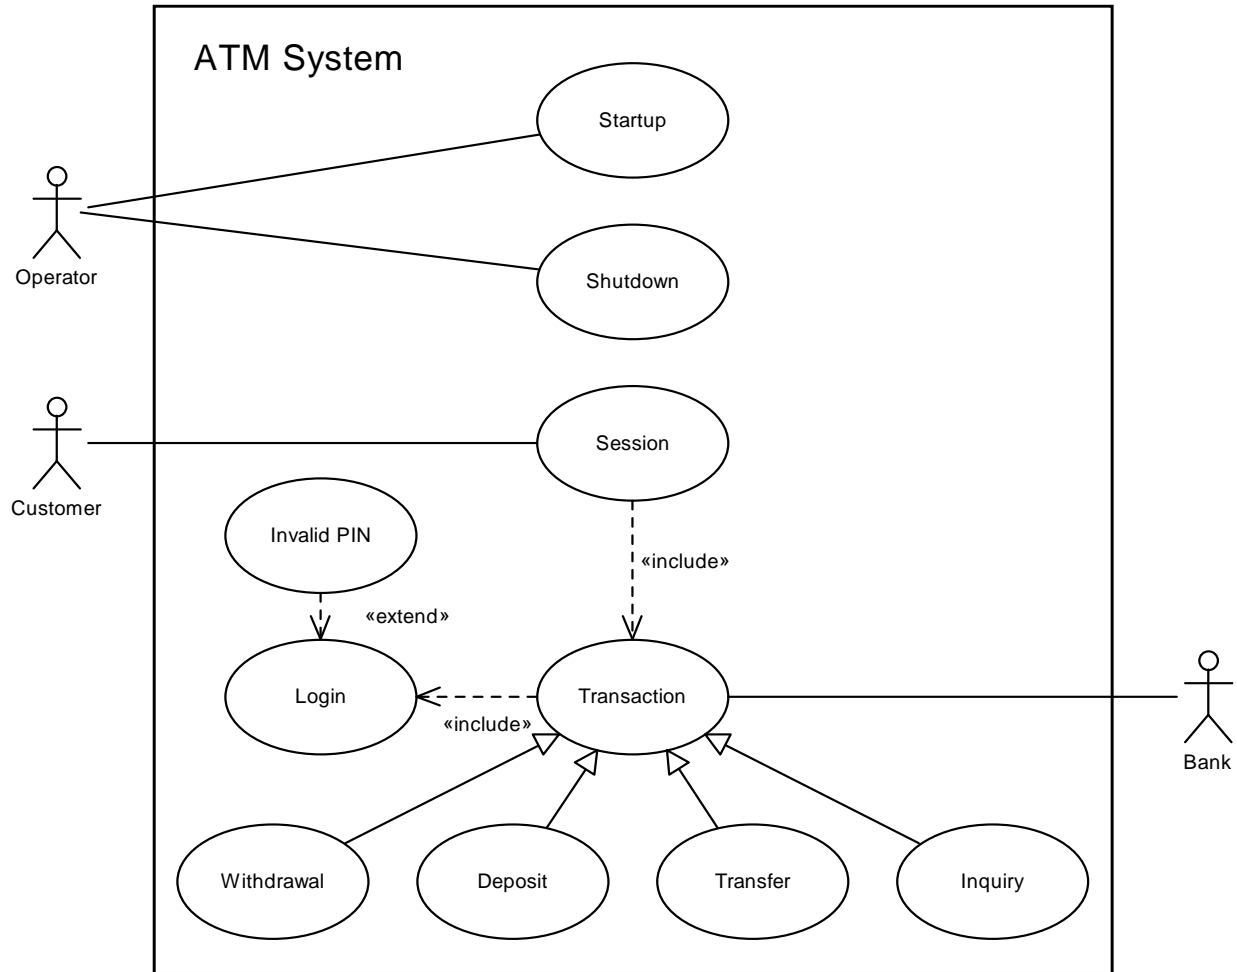 ATM System
Startup
Operator
Shutdown
Customer
Session
Invalid PIN
«include»
«extend»
Login
Transaction
«include»
Bank
Withdrawal
Deposit
Transfer
Inquiry